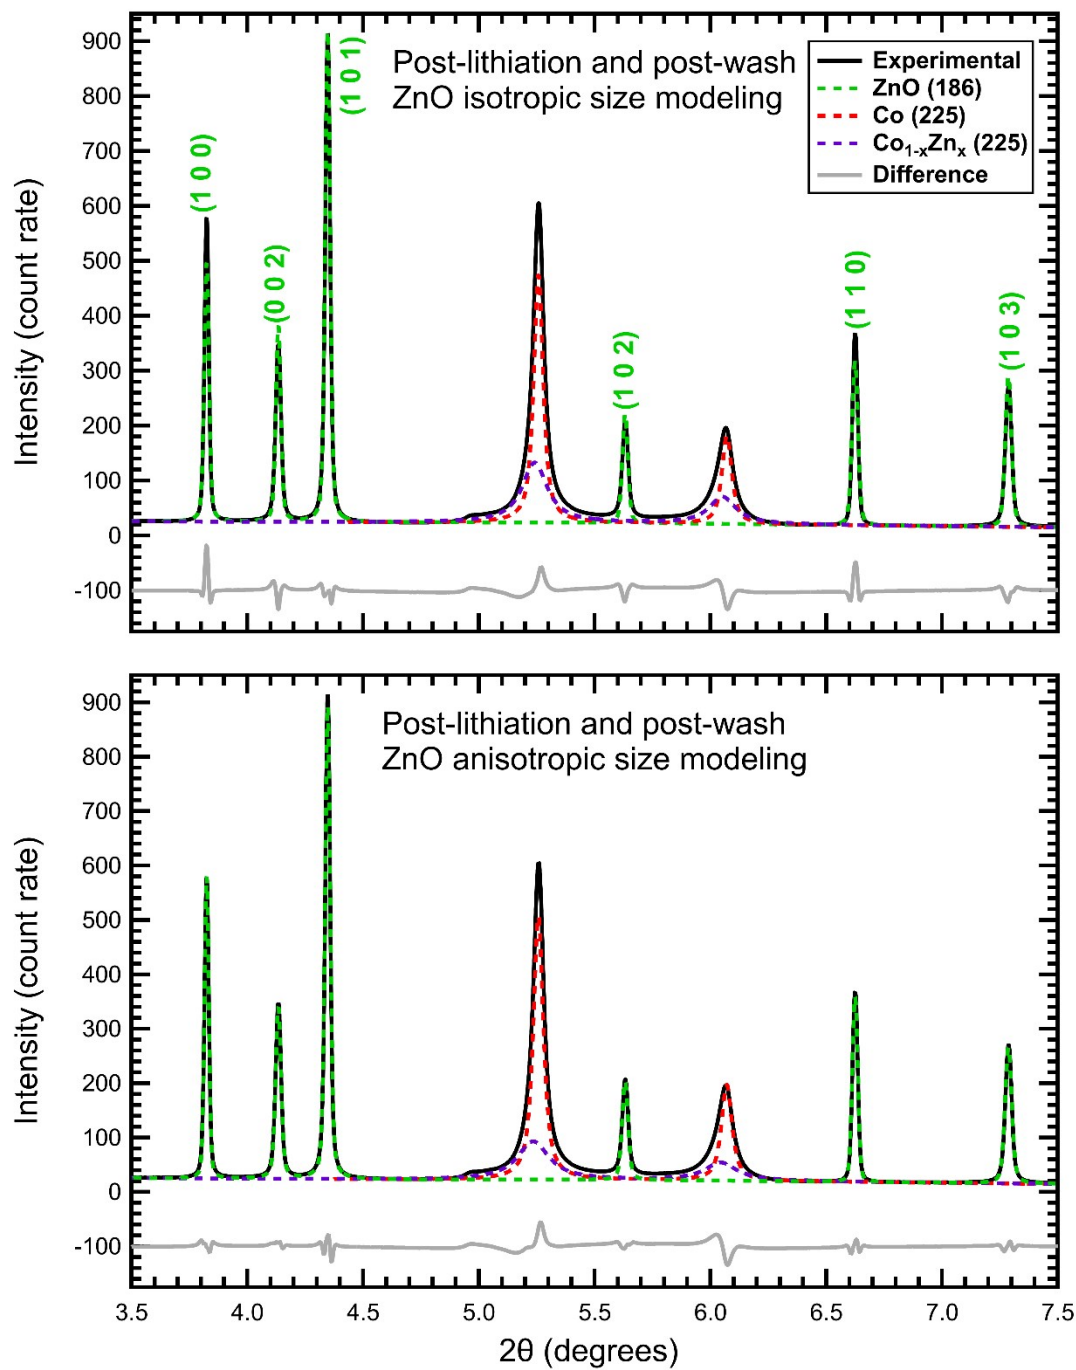 Post-lithiation and post-wash
ZnO isotropic size modeling
Experimental
ZnO (186)
Co (225)
Co₁₋ₓZnₓ (225)
Difference
(1 0 0)
(0 0 2)
(1 0 1)
(1 0 2)
(1 1 0)
(1 0 3)
Intensity (count rate)
900
800
700
600
500
400
300
200
100
0
-100
Post-lithiation and post-wash
ZnO anisotropic size modeling
Intensity (count rate)
900
800
700
600
500
400
300
200
100
0
-100
3.5 4.0 4.5 5.0 5.5 6.0 6.5 7.0 7.5
2θ (degrees)